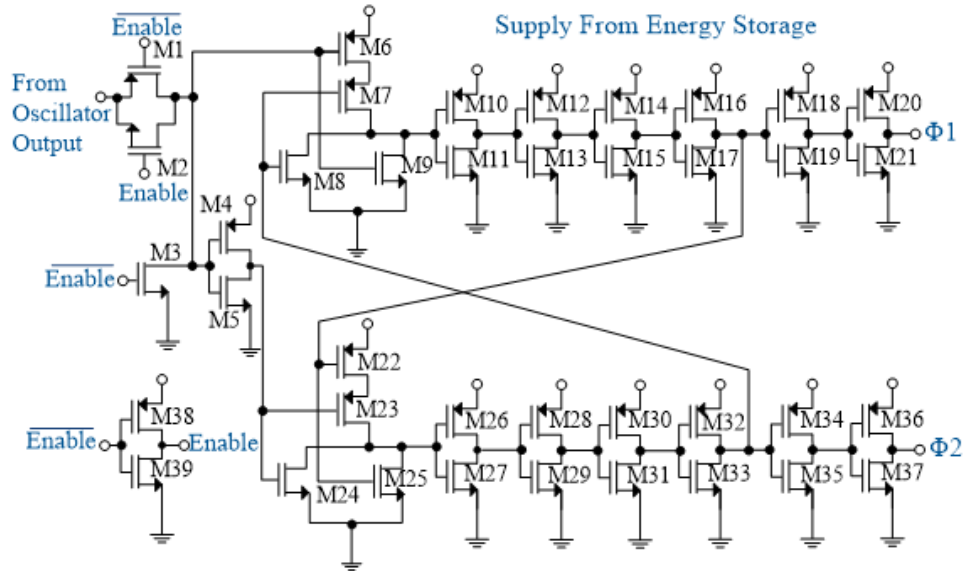 Enable
Supply From Energy Storage
M1
M6
From
Oscillator
Output
M7
M10
M12
M14
M16
M18
M20
Φ1
M2
Enable
M8
M9
M11
M13
M15
M17
M19
M21
M4
M3
Enable
M5
M22
M38
M23
M26
M28
M30
M32
M34
M36
Enable
Enable
Φ2
M39
M24
M25
M27
M29
M31
M33
M35
M37